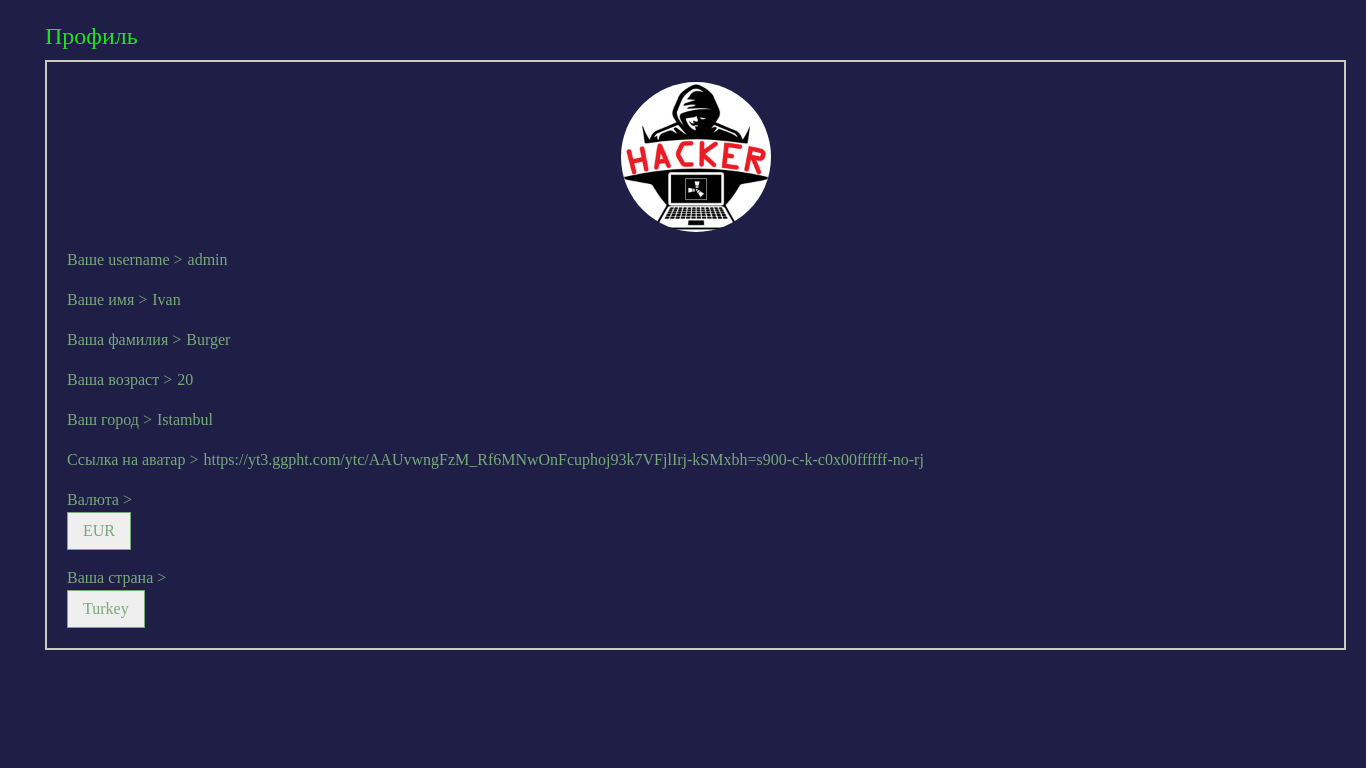 Профиль
HACKER
Ваше username > admin
Ваше имя > Ivan
Ваша фамилия > Burger
Ваша возраст > 20
Ваш город > Istambul
Ссылка на аватар > https://yt3.ggpht.com/ytc/AAUvwngFzM_Rf6MNwOnFcuphoj93k7VFjlIrj-kSMxbh=s900-c-k-c0x00ffffff-no-rj
Валюта >
EUR
Ваша страна >
Turkey